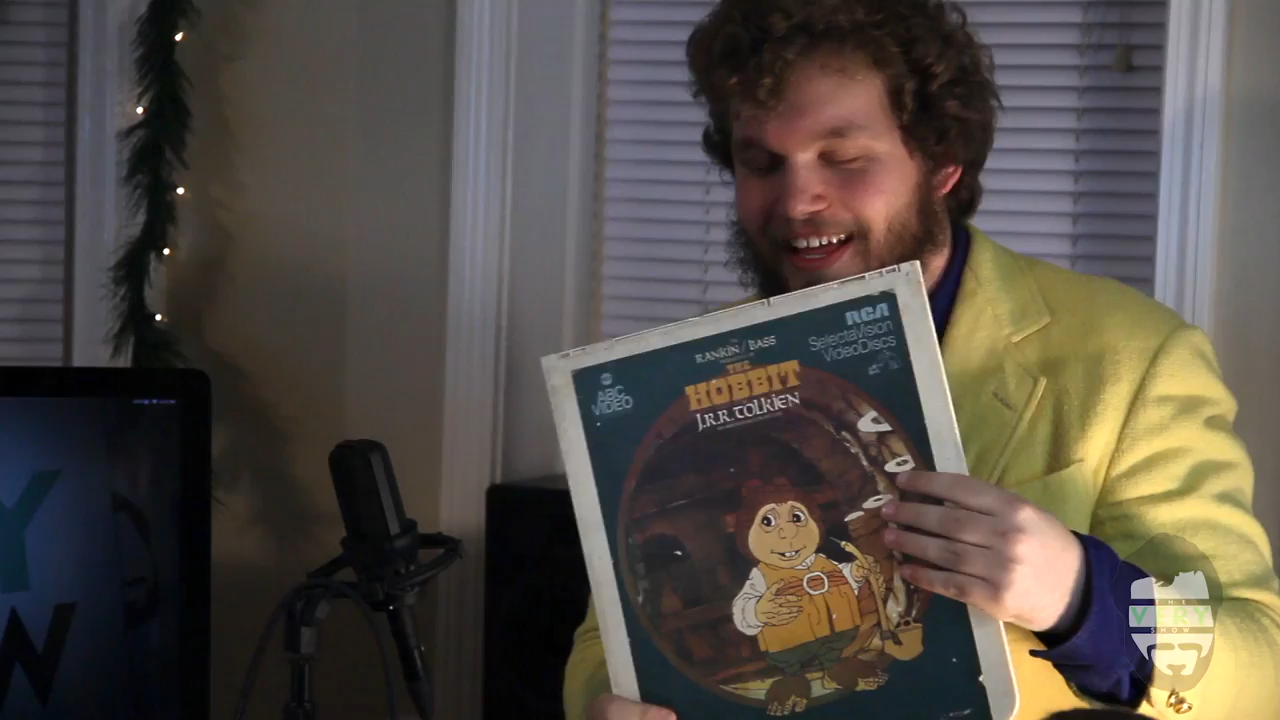 RCA
SelectaVision
VideoDiscs
RANKIN/BASS
THE
HOBBIT
J.R.R. TOLKIEN
ABC
VIDEO
Y
W
THE
VERY
SHOW